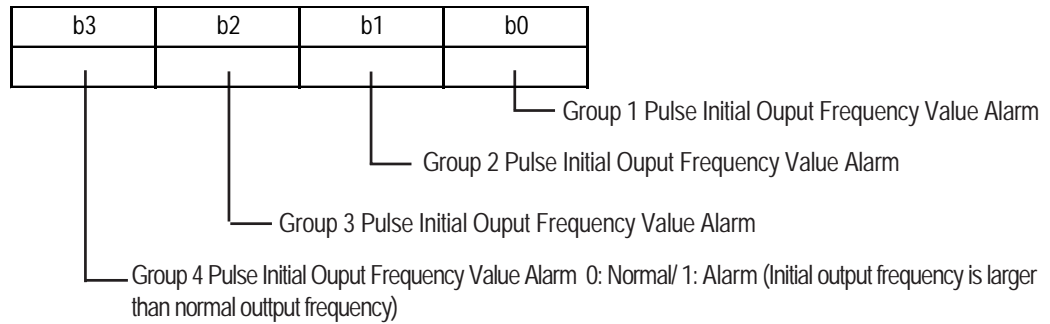 b3 b2 b1 b0
Group 1 Pulse Initial Ouput Frequency Value Alarm
Group 2 Pulse Initial Ouput Frequency Value Alarm
Group 3 Pulse Initial Ouput Frequency Value Alarm
Group 4 Pulse Initial Ouput Frequency Value Alarm 0: Normal/ 1: Alarm (Initial output frequency is larger
than normal outtput frequency)